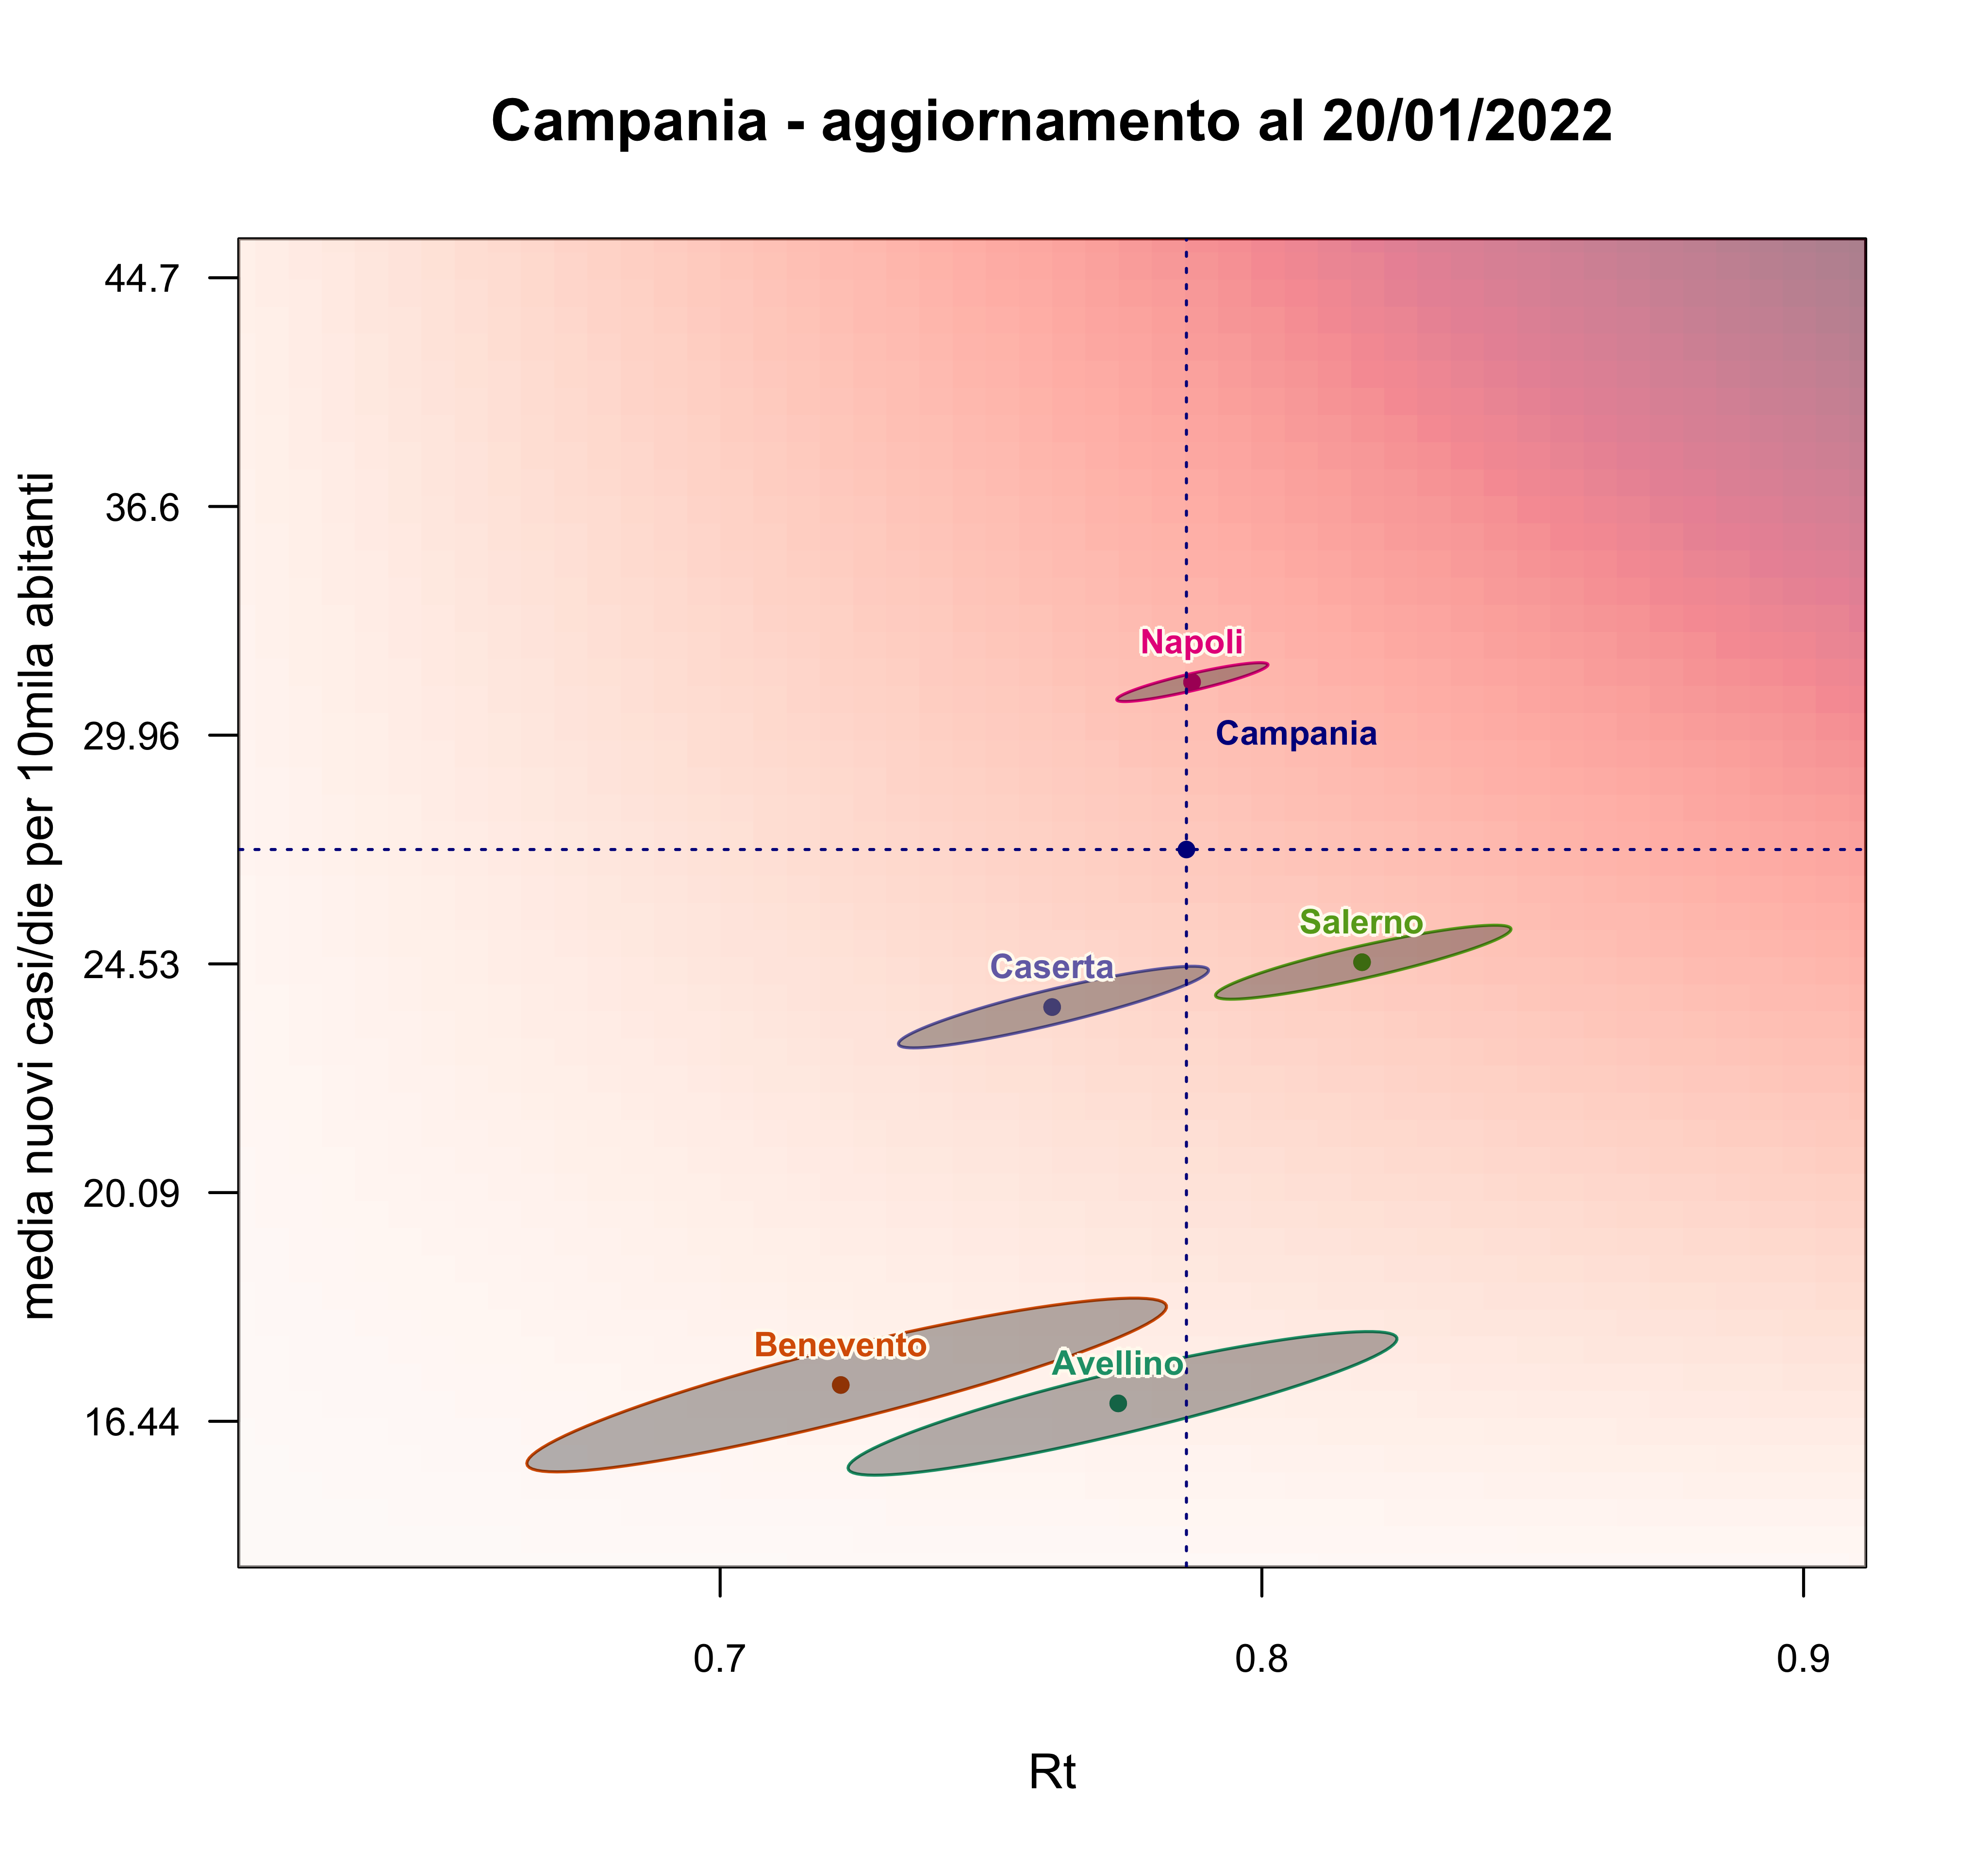 Campania - aggiornamento al 20/01/2022
media nuovi casi/die per 10mila abitanti
44.7
36.6
29.96
24.53
20.09
16.44
Napoli
Campania
Salerno
Caserta
Benevento
Avellino
0.7
0.8
0.9
Rt